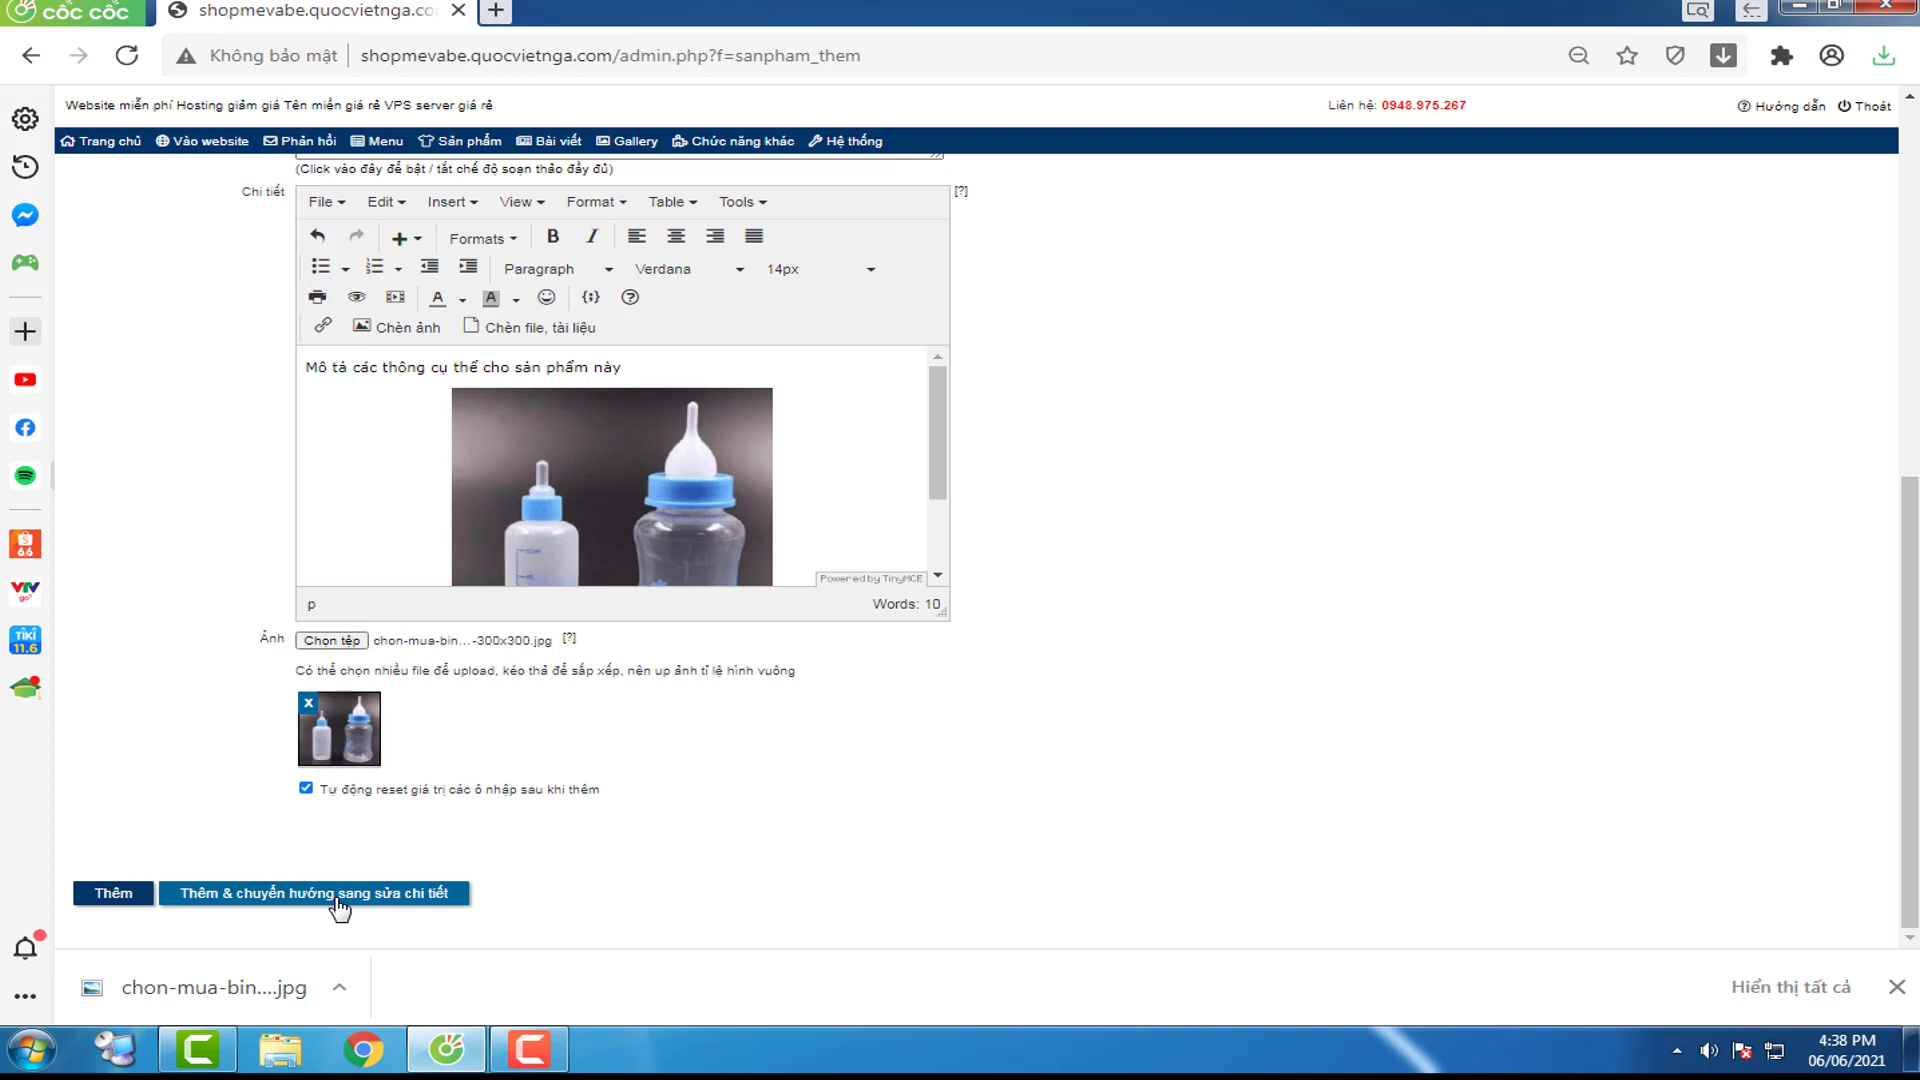 cốc cốc
shopmevabe.quocvietnga.co
Không bảo mật
shopmevabe.quocvietnga.com/admin.php?f=sanpham_them
Website miễn phí Hosting giảm giá Tên miền giá rẻ VPS server giá rẻ
Liên hệ: 0948.975.267
Hướng dẫn
Thoát
Trang chủ
Vào website
Phản hồi
Menu
Sản phẩm
Bài viết
Gallery
Chức năng khác
Hệ thống
(Click vào đây để bật / tắt chế độ soạn thảo đầy đủ)
Chi tiết
[?]
File
Edit
Insert
View
Format
Table
Tools
Formats
B
I
Paragraph
Verdana
14px
A
A
Chèn ảnh
Chèn file, tài liệu
Mô tả các thông cụ thể cho sản phẩm này
Powered by TinyMCE
p
Words: 10
Ảnh
Chọn tệp
chon-mua-bin...-300x300.jpg
[?]
Có thể chọn nhiều file để upload, kéo thả để sắp xếp, nên up ảnh tỉ lệ hình vuông
x
Tự động reset giá trị các ô nhập sau khi thêm
Thêm
Thêm & chuyển hướng sang sửa chi tiết
6.6
VTV
go
TIKI
11.6
chon-mua-bin....jpg
Hiển thị tất cả
4:38 PM
06/06/2021